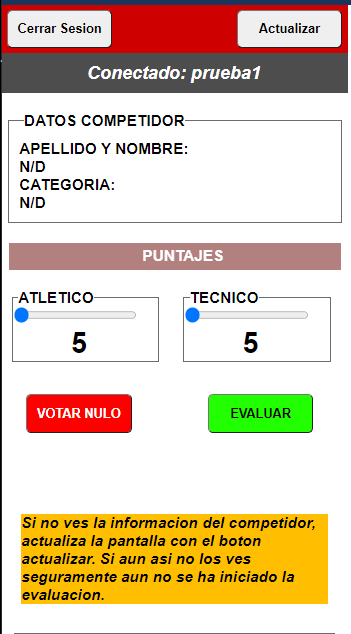 Cerrar Sesion Actualizar
Conectado: prueba1
DATOS COMPETIDOR
APELLIDO Y NOMBRE:
N/D
CATEGORIA:
N/D
PUNTAJES
ATLETICO TECNICO
5 5
VOTAR NULO EVALUAR
Si no ves la informacion del competidor,
actualiza la pantalla con el boton
actualizar. Si aun asi no los ves
seguramente aun no se ha iniciado la
evaluacion.